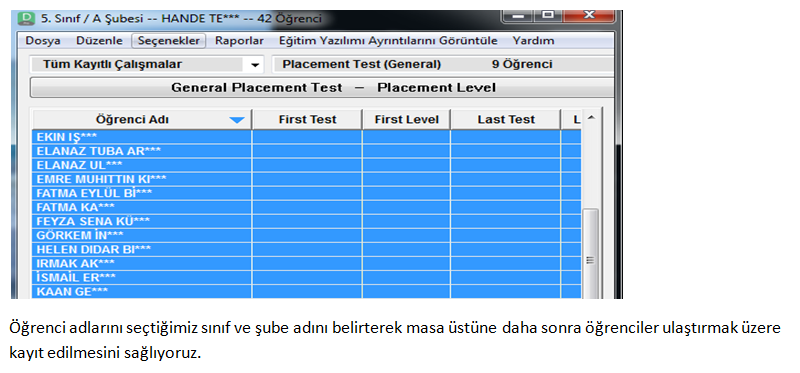 5. Sınıf / A Şubesi -- HANDE TE*** -- 42 Öğrenci
Dosya Düzenle Seçenekler Raporlar Eğitim Yazılımı Ayrıntılarını Görüntüle Yardım
Tüm Kayıtlı Çalışmalar Placement Test (General) 9 Öğrenci
General Placement Test – Placement Level
Öğrenci Adı First Test First Level Last Test L
EKIN IŞ***
ELANAZ TUBA AR***
ELANAZ UL***
EMRE MUHITTIN KI***
FATMA EYLÜL Bİ***
FATMA KA***
FEYZA SENA KÜ***
GÖRKEM İN***
HELEN DIDAR BI***
IRMAK AK***
İSMAİL ER***
KAAN GE***
Öğrenci adlarını seçtiğimiz sınıf ve şube adını belirterek masa üstüne daha sonra öğrenciler ulaştırmak üzere
kayıt edilmesini sağlıyoruz.